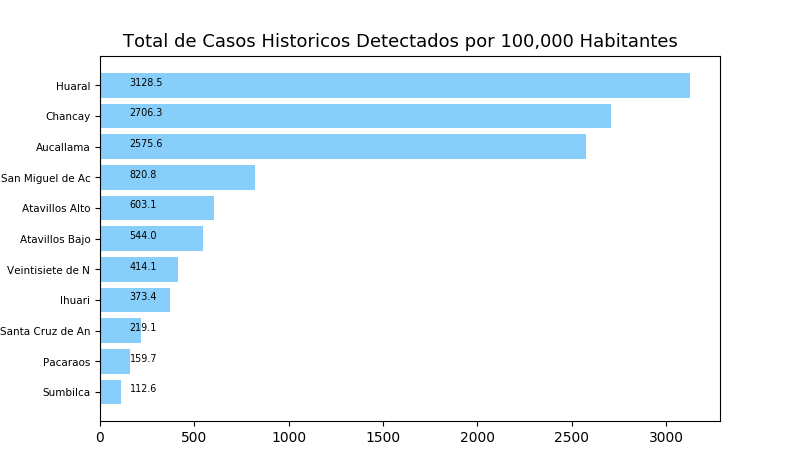 Total de Casos Historicos Detectados por 100,000 Habitantes
Huaral 3128.5
Chancay 2706.3
Aucallama 2575.6
San Miguel de Ac 820.8
Atavillos Alto 603.1
Atavillos Bajo 544.0
Veintisiete de N 414.1
Ihuari 373.4
Santa Cruz de An 219.1
Pacaraos 159.7
Sumbilca 112.6
0 500 1000 1500 2000 2500 3000